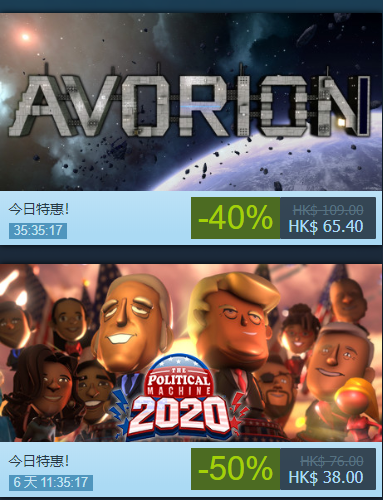 AVORION
今日特惠!
35:35:17
-40%
HK$ 109.00
HK$ 65.40
THE
POLITICAL
MACHINE
2020
今日特惠!
6 天 11:35:17
-50%
HK$ 76.00
HK$ 38.00